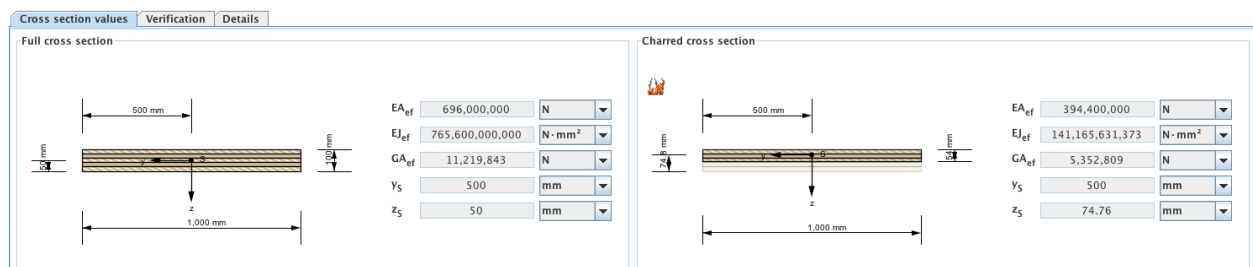 Cross section values Verification Details
Full cross section
500 mm
50 mm
y S
100 mm
z
1,000 mm
EAef 696,000,000 N
EJef 765,600,000,000 N·mm²
GAef 11,219,843 N
yS 500 mm
zS 50 mm
Charred cross section
500 mm
74.8 mm
y S
54 mm
z
1,000 mm
EAef 394,400,000 N
EJef 141,165,631,373 N·mm²
GAef 5,352,809 N
yS 500 mm
zS 74.76 mm